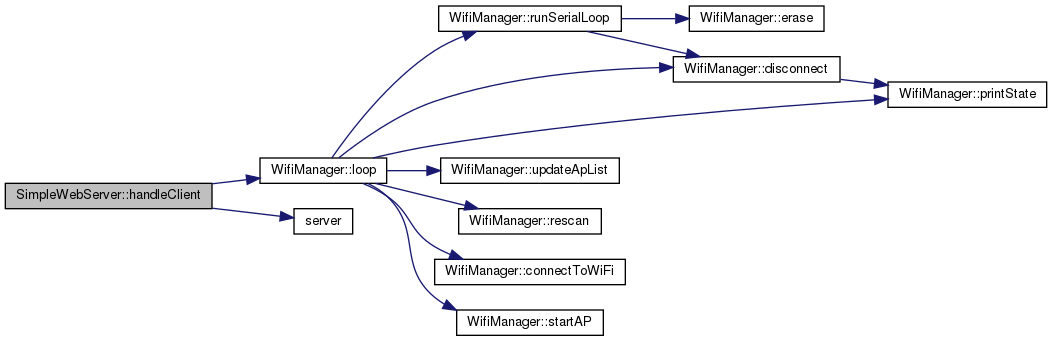 WifiManager::runSerialLoop
WifiManager::erase
WifiManager::disconnect
WifiManager::printState
WifiManager::loop
WifiManager::updateApList
SimpleWebServer::handleClient
server
WifiManager::rescan
WifiManager::connectToWiFi
WifiManager::startAP